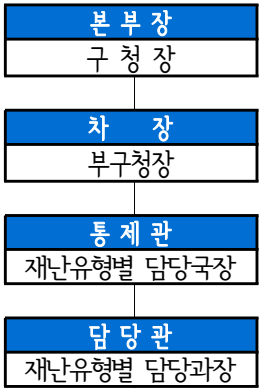 본 부 장
구 청 장
차 장
부구청장
통 제 관
재난유형별 담당국장
담 당 관
재난유형별 담당과장